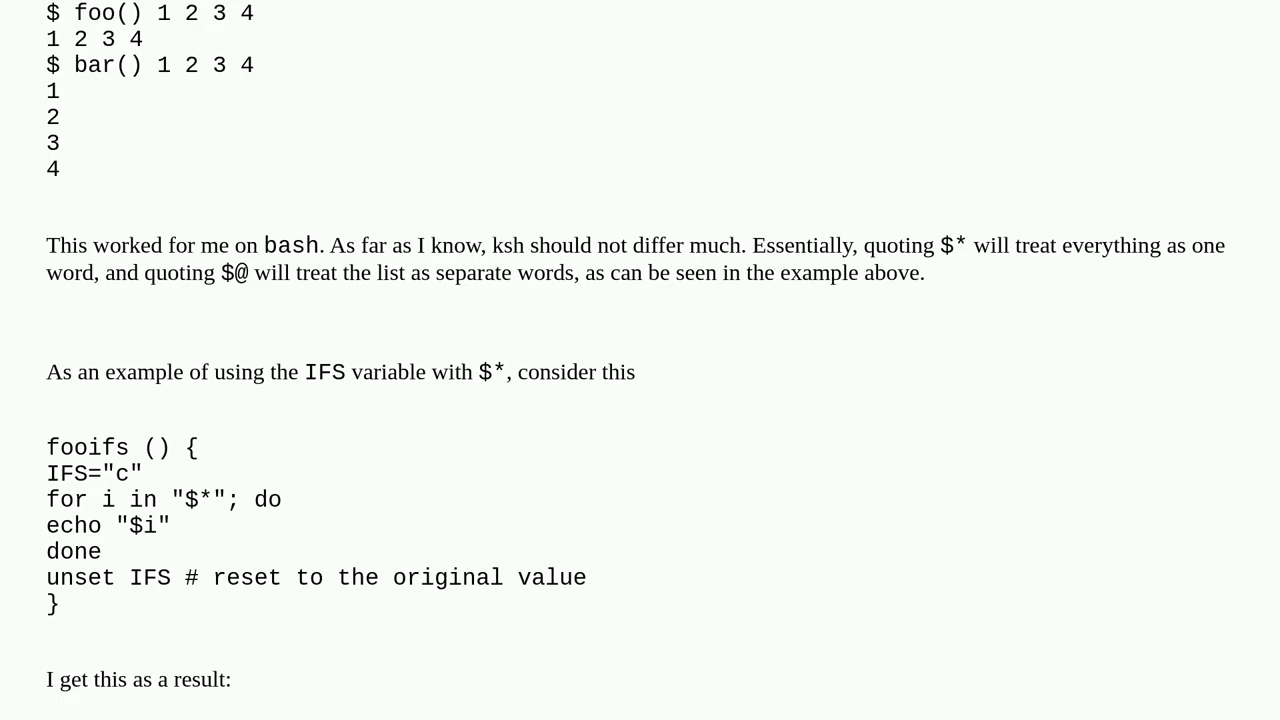 $ foo() 1 2 3 4
1 2 3 4
$ bar() 1 2 3 4
1
2
3
4
This worked for me on bash. As far as I know, ksh should not differ much. Essentially, quoting $* will treat everything as one
word, and quoting $@ will treat the list as separate words, as can be seen in the example above.
As an example of using the IFS variable with $*, consider this
fooifs () {
IFS="c"
for i in "$*"; do
echo "$i"
done
unset IFS # reset to the original value
}
I get this as a result: